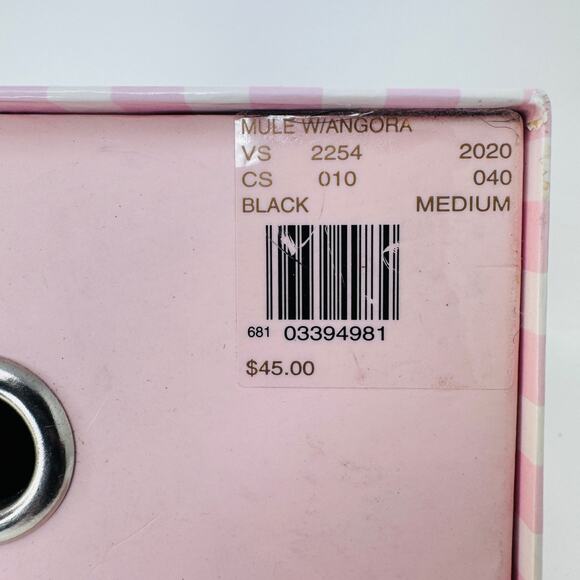 MULE W/ANGORA
VS 2254 2020
CS 010 040
BLACK MEDIUM
681 03394981
$45.00